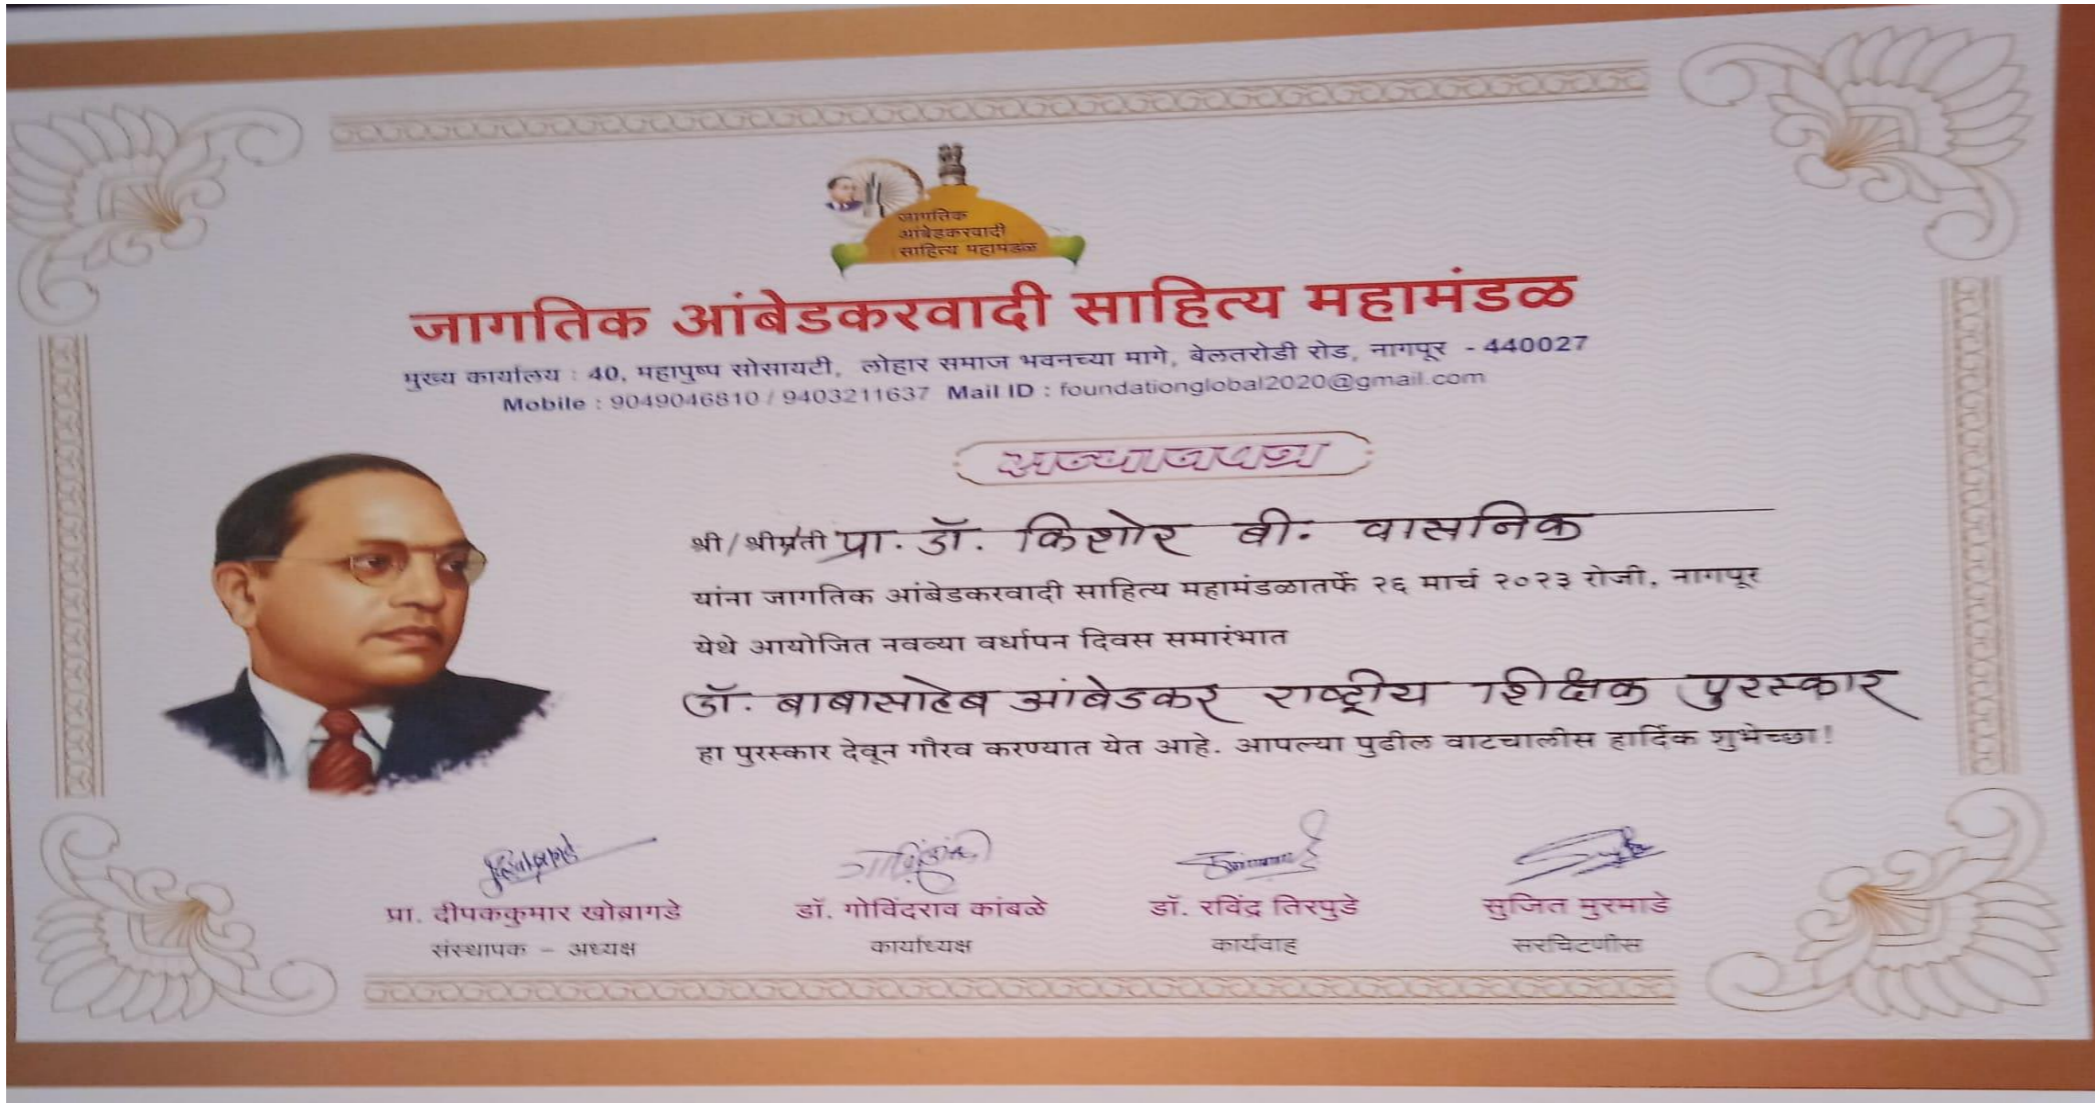 जागतिक
आंबेडकरवादी
साहित्य महामंडळ
जागतिक आंबेडकरवादी साहित्य महामंडळ
मुख्य कार्यालय : 40, महापुष्प सोसायटी, लोहार समाज भवनच्या मागे, बेलतरोडी रोड, नागपूर - 440027
Mobile : 9049046810 / 9403211637 Mail ID : foundationglobal2020@gmail.com
सन्मानपत्र
श्री/श्रीमती प्रा. डॉ. किशोर बी. वासनिक
यांना जागतिक आंबेडकरवादी साहित्य महामंडळातर्फे २६ मार्च २०२३ रोजी, नागपूर
येथे आयोजित नवव्या वर्धापन दिवस समारंभात
डॉ. बाबासाहेब आंबेडकर राष्ट्रीय शिक्षक पुरस्कार
हा पुरस्कार देवून गौरव करण्यात येत आहे. आपल्या पुढील वाटचालीस हार्दिक शुभेच्छा!
प्रा. दीपककुमार खोब्रागडे डॉ. गोविंदराव कांबळे डॉ. रविंद्र तिरपुडे सुजित मुरमाडे
संस्थापक - अध्यक्ष कार्याध्यक्ष कार्यवाह सरचिटणीस